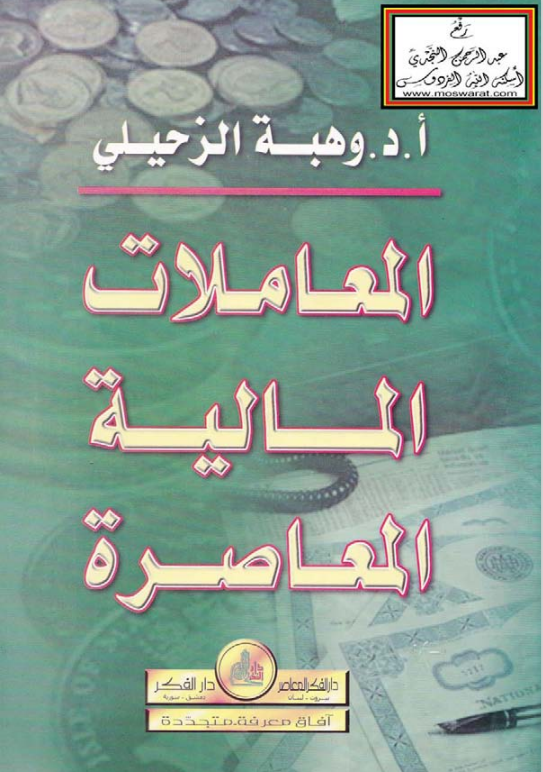 رفع
عبد الرحمن النجدي
أسكنه الله الفردوس
www.moswarat.com
أ.د. وهبة الزحيلي
المعاملات
المالية
المعاصرة
دار الفكر المعاصر
بيروت - لبنان
دار الفكر
دمشق - سورية
آفاق معرفة متجددة